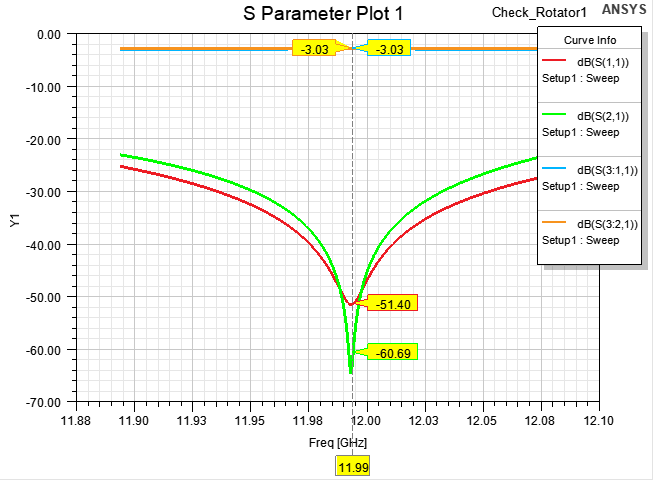 S Parameter Plot 1
Check_Rotator1
ANSYS
Curve Info
dB(S(1,1))
Setup1 : Sweep
dB(S(2,1))
Setup1 : Sweep
dB(S(3:1,1))
Setup1 : Sweep
dB(S(3:2,1))
Setup1 : Sweep
Y1
0.00
-10.00
-20.00
-30.00
-40.00
-50.00
-60.00
-70.00
-3.03
-3.03
-51.40
-60.69
11.88
11.90
11.93
11.95
11.98
12.00
12.03
12.05
12.08
12.10
Freq [GHz]
11.99